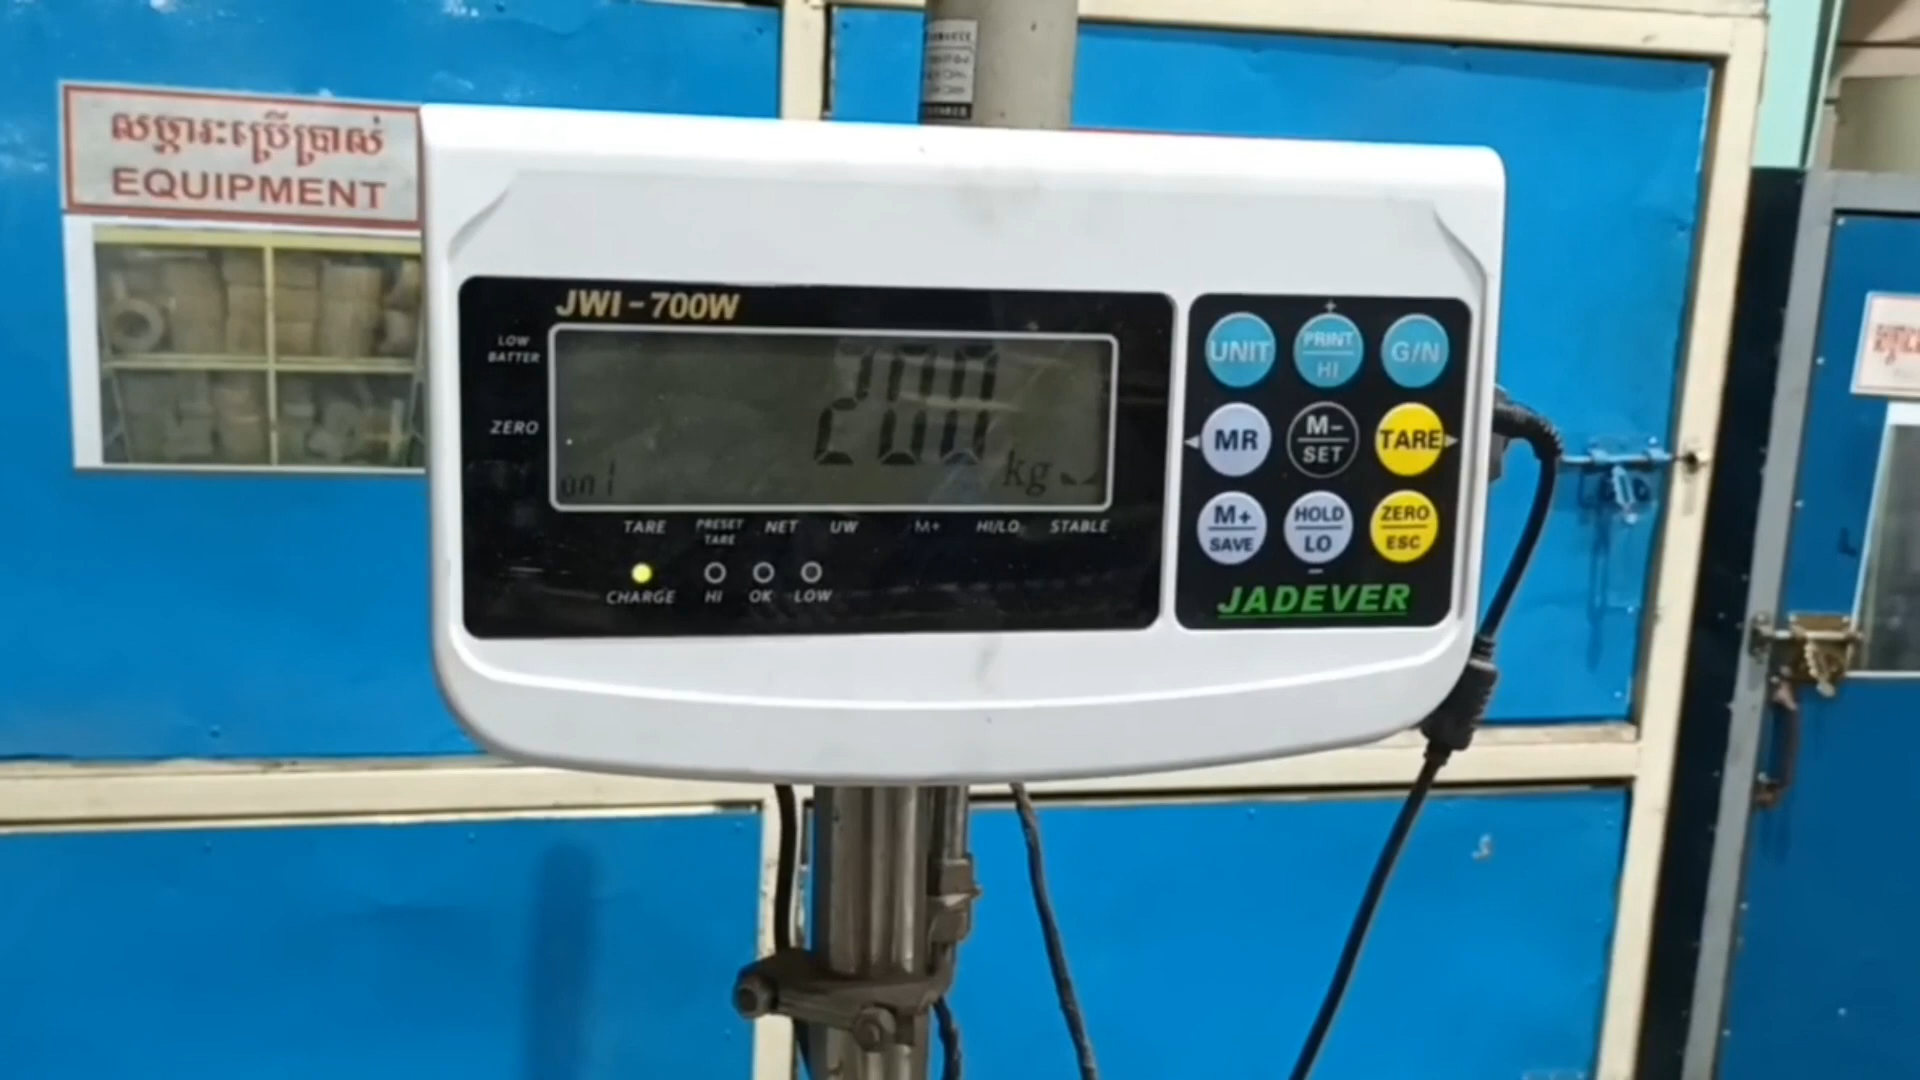 សម្ភារៈប្រើប្រាស់
EQUIPMENT
JWI-700W
LOW
BATTER
ZERO
200
kg
TARE
PRESET
TARE
NET
UW
M+
HI/LO
STABLE
CHARGE
HI
OK
LOW
UNIT
+
PRINT
HI
G/N
MR
M-
SET
TARE
M+
SAVE
HOLD
LO
ZERO
ESC
JADEVER